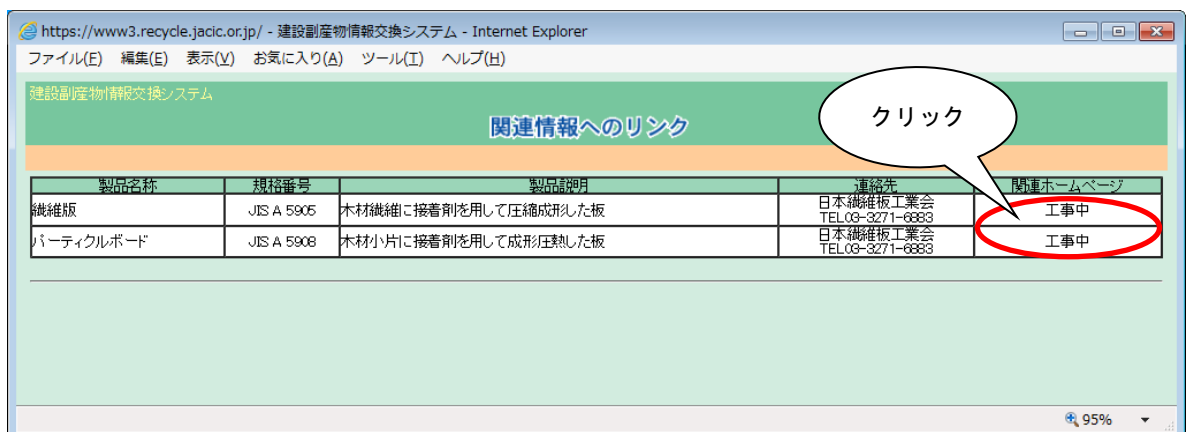 https://www3.recycle.jacic.or.jp/ - 建設副産物情報交換システム - Internet Explorer
ファイル(F) 編集(E) 表示(V) お気に入り(A) ツール(T) ヘルプ(H)
建設副産物情報交換システム
関連情報へのリンク
クリック
製品名称 規格番号 製品説明 連絡先 関連ホームページ
繊維版 JIS A 5905 木材繊維に接着剤を用して圧縮成形した板 日本繊維板工業会 工事中
TEL03-3271-6883
パーティクルボード JIS A 5908 木材小片に接着剤を用して成形圧熱した板 日本繊維板工業会 工事中
TEL03-3271-6883
95%